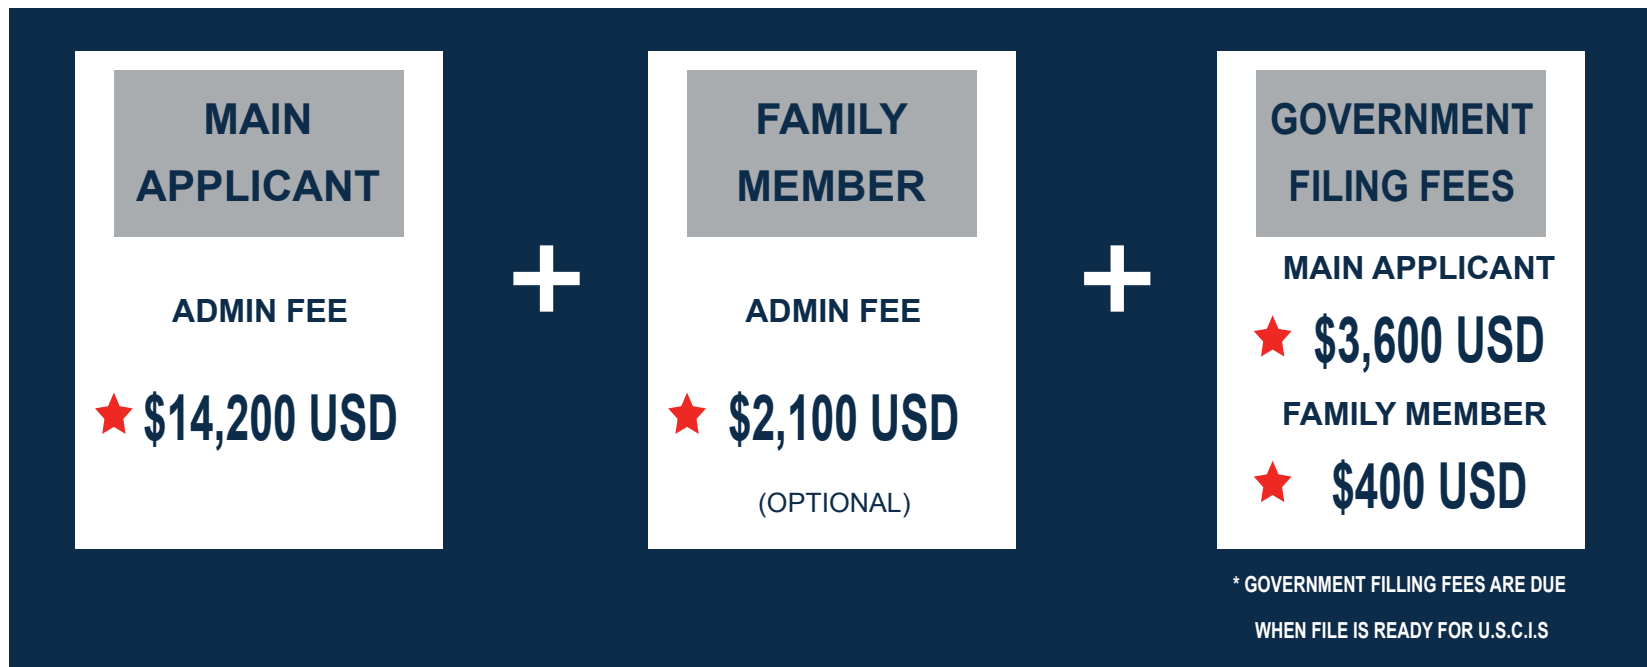 MAIN
APPLICANT
ADMIN FEE
$14,200 USD
+
FAMILY
MEMBER
ADMIN FEE
$2,100 USD
(OPTIONAL)
+
GOVERNMENT
FILING FEES
MAIN APPLICANT
$3,600 USD
FAMILY MEMBER
$400 USD
* GOVERNMENT FILLING FEES ARE DUE
WHEN FILE IS READY FOR U.S.C.I.S